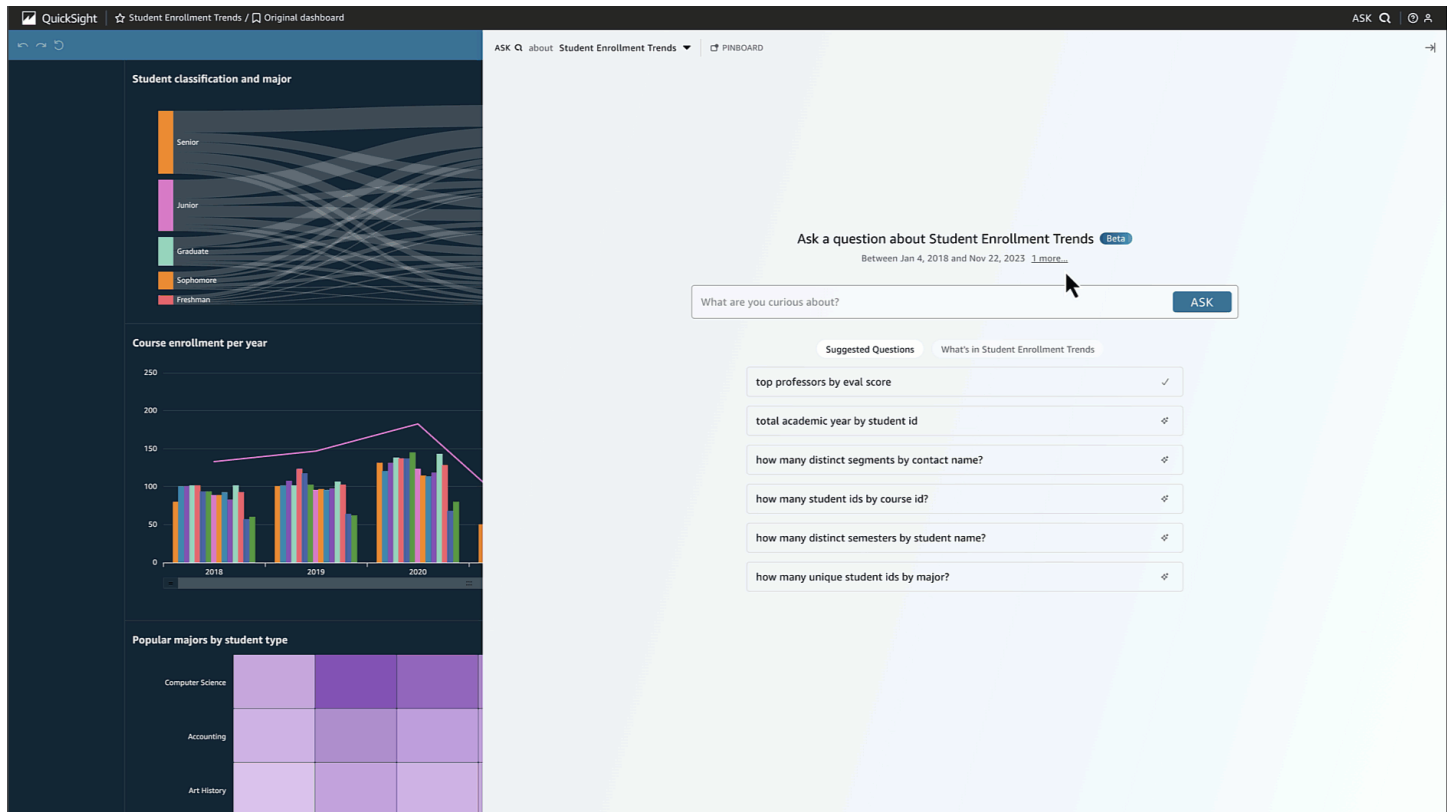 QuickSight
Student Enrollment Trends / Original dashboard
ASK Q
ASK Q about Student Enrollment Trends
PINBOARD
Student classification and major
Senior
Junior
Graduate
Sophomore
Freshman
Course enrollment per year
250
200
150
100
50
0
2018 2019 2020
Popular majors by student type
Computer Science
Accounting
Art History
Ask a question about Student Enrollment Trends Beta
Between Jan 4, 2018 and Nov 22, 2023 1 more...
What are you curious about? ASK
Suggested Questions What's in Student Enrollment Trends
top professors by eval score
total academic year by student id
how many distinct segments by contact name?
how many student ids by course id?
how many distinct semesters by student name?
how many unique student ids by major?